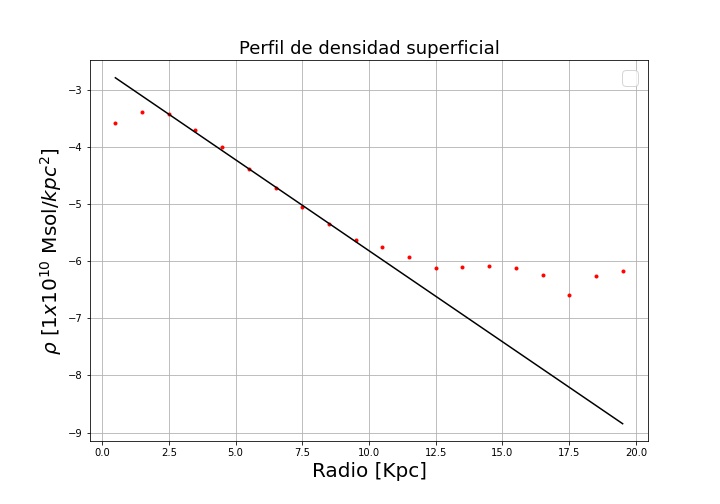 Perfil de densidad superficial
ρ [1x10¹⁰ Msol/kpc²]
−3
−4
−5
−6
−7
−8
−9
0.0 2.5 5.0 7.5 10.0 12.5 15.0 17.5 20.0
Radio [Kpc]